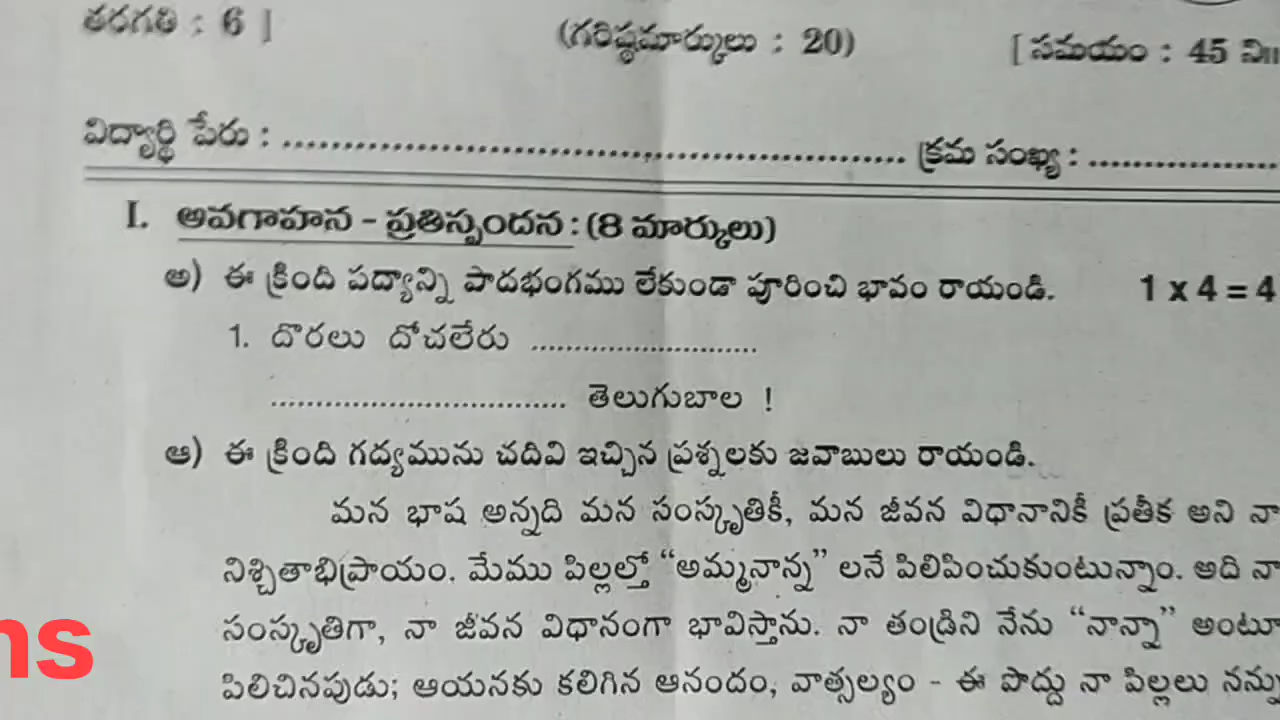 తరగతి : 6 ]
(గరిష్ఠమార్కులు : 20)
[ సమయం : 45 ని॥
విద్యార్థి పేరు : ........................................................... క్రమ సంఖ్య : ..................
I. అవగాహన - ప్రతిస్పందన : (8 మార్కులు)
అ) ఈ క్రింది పద్యాన్ని పాదభంగము లేకుండా పూరించి భావం రాయండి. 1 x 4 = 4
1. దొరలు దోచలేరు ..........................
.................................. తెలుగుబాల !
ఆ) ఈ క్రింది గద్యమును చదివి ఇచ్చిన ప్రశ్నలకు జవాబులు రాయండి.
మన భాష అన్నది మన సంస్కృతికీ, మన జీవన విధానానికీ ప్రతీక అని నా
నిశ్చితాభిప్రాయం. మేము పిల్లల్తో “అమ్మనాన్న” లనే పిలిపించుకుంటున్నాం. అది నా
సంస్కృతిగా, నా జీవన విధానంగా భావిస్తాను. నా తండ్రిని నేను “నాన్నా” అంటూ
పిలిచినపుడు; ఆయనకు కలిగిన ఆనందం, వాత్సల్యం - ఈ పొద్దు నా పిల్లలు నన్ను
ns